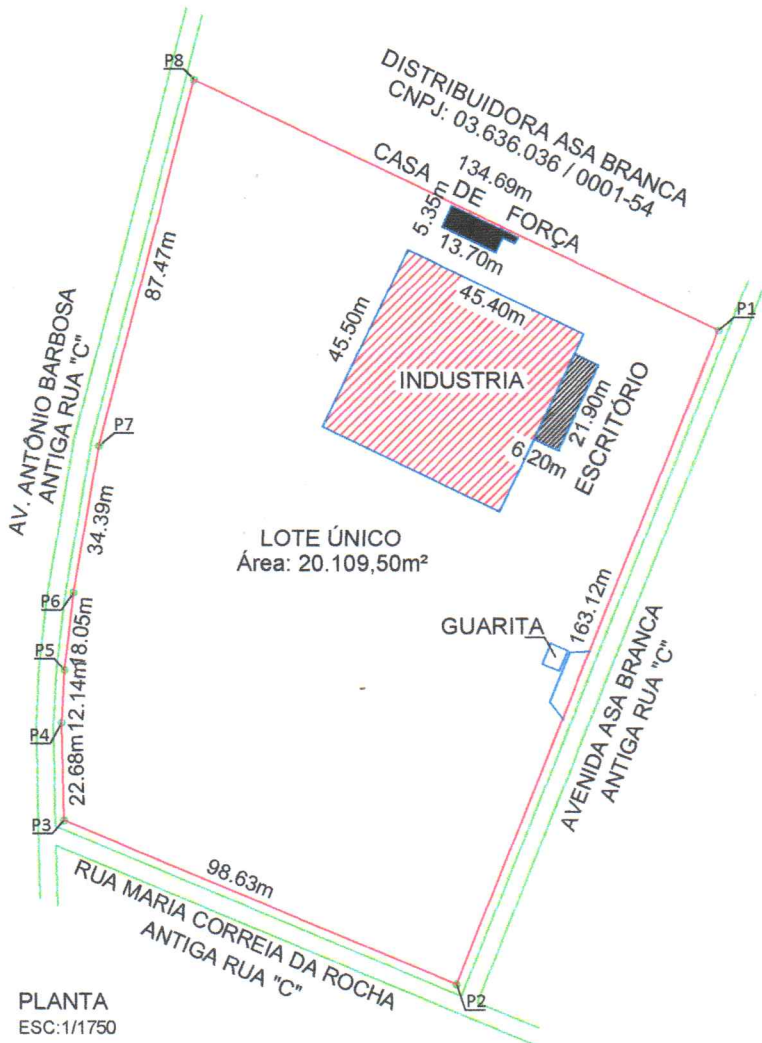 P8
DISTRIBUIDORA ASA BRANCA
CNPJ: 03.636.036 / 0001-54
134.69m
CASA DE FORÇA
5.35m
13.70m
87.47m
45.40m
45.50m
P1
INDUSTRIA
AV. ANTÔNIO BARBOSA
ANTIGA RUA "C"
21.90m
ESCRITÓRIO
6.20m
P7
34.39m
LOTE ÚNICO
Área: 20.109,50m²
P6
163.12m
GUARITA
18.05m
P5
12.14m
AVENIDA ASA BRANCA
ANTIGA RUA "C"
P4
22.68m
P3
98.63m
RUA MARIA CORREIA DA ROCHA
ANTIGA RUA "C"
P2
PLANTA
ESC:1/1750